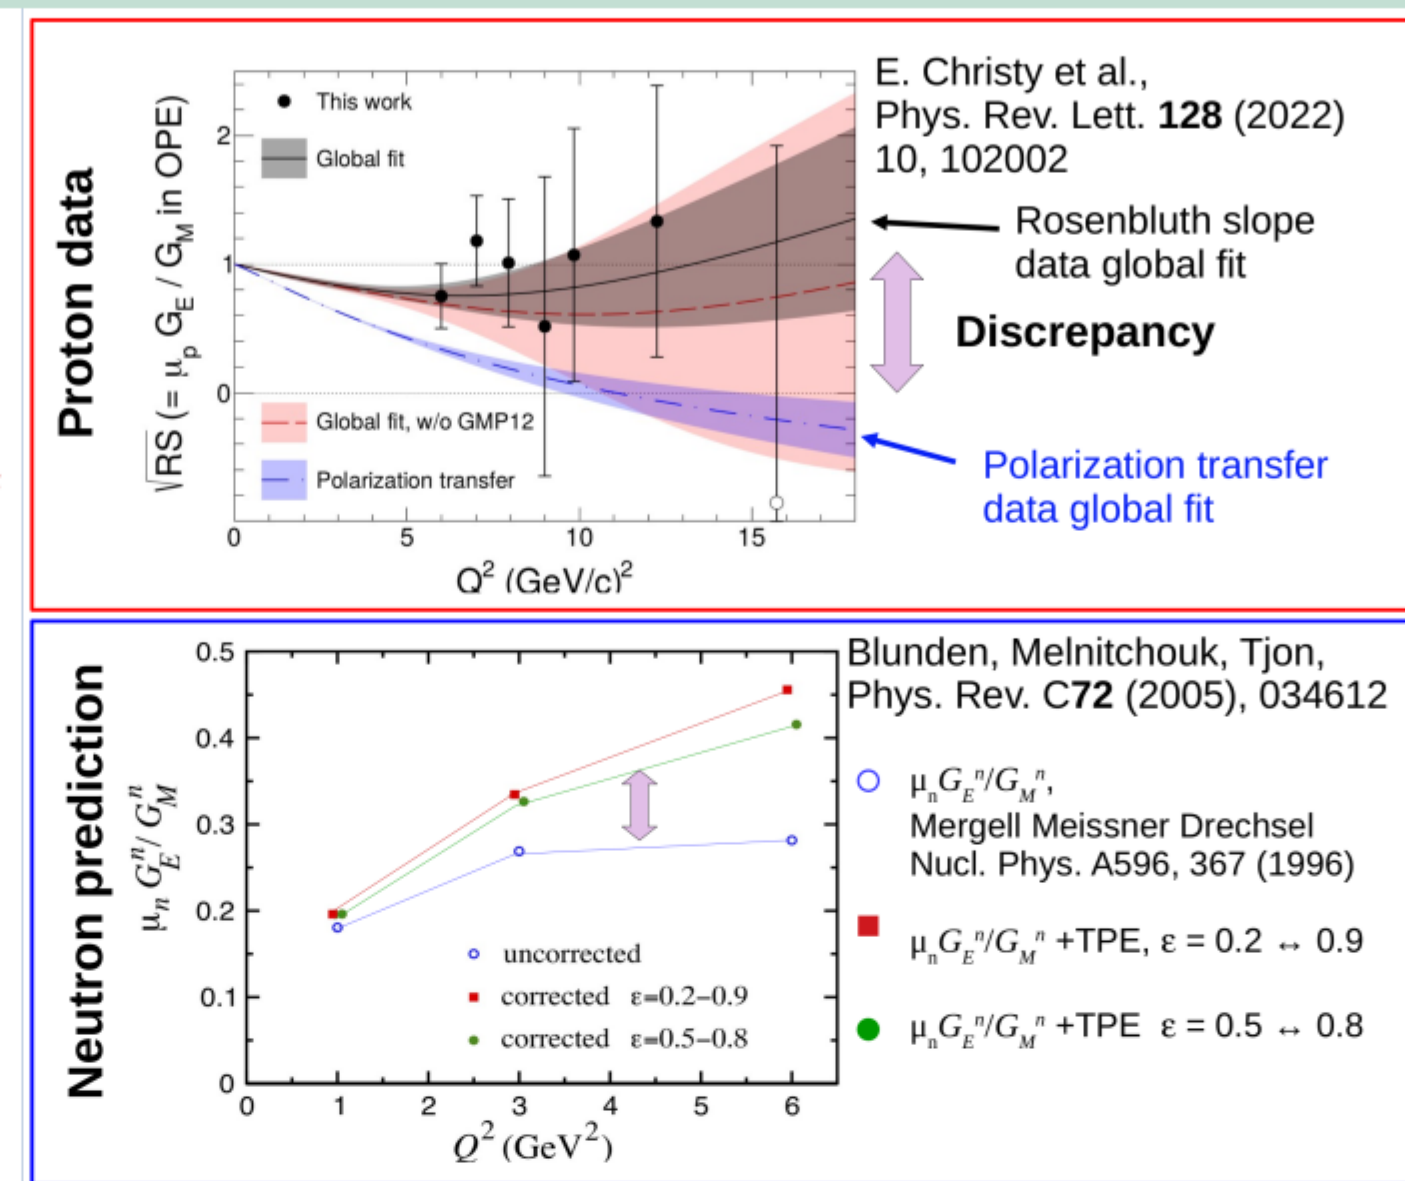 Proton data
E. Christy et al.,
Phys. Rev. Lett. 128 (2022)
10, 102002
√RS (= μp GE / GM in OPE)
This work
Global fit
Global fit, w/o GMP12
Polarization transfer
2
1
0
0 5 10 15
Q² (GeV/c)²
Rosenbluth slope
data global fit
Discrepancy
Polarization transfer
data global fit
Neutron prediction
Blunden, Melnitchouk, Tjon,
Phys. Rev. C72 (2005), 034612
μn GEⁿ/ GMⁿ
0.5
0.4
0.3
0.2
0.1
0
uncorrected
corrected ε=0.2−0.9
corrected ε=0.5−0.8
0 1 2 3 4 5 6
Q² (GeV²)
μnGEⁿ/GMⁿ,
Mergell Meissner Drechsel
Nucl. Phys. A596, 367 (1996)
μnGEⁿ/GMⁿ +TPE, ε = 0.2 ↔ 0.9
μnGEⁿ/GMⁿ +TPE ε = 0.5 ↔ 0.8